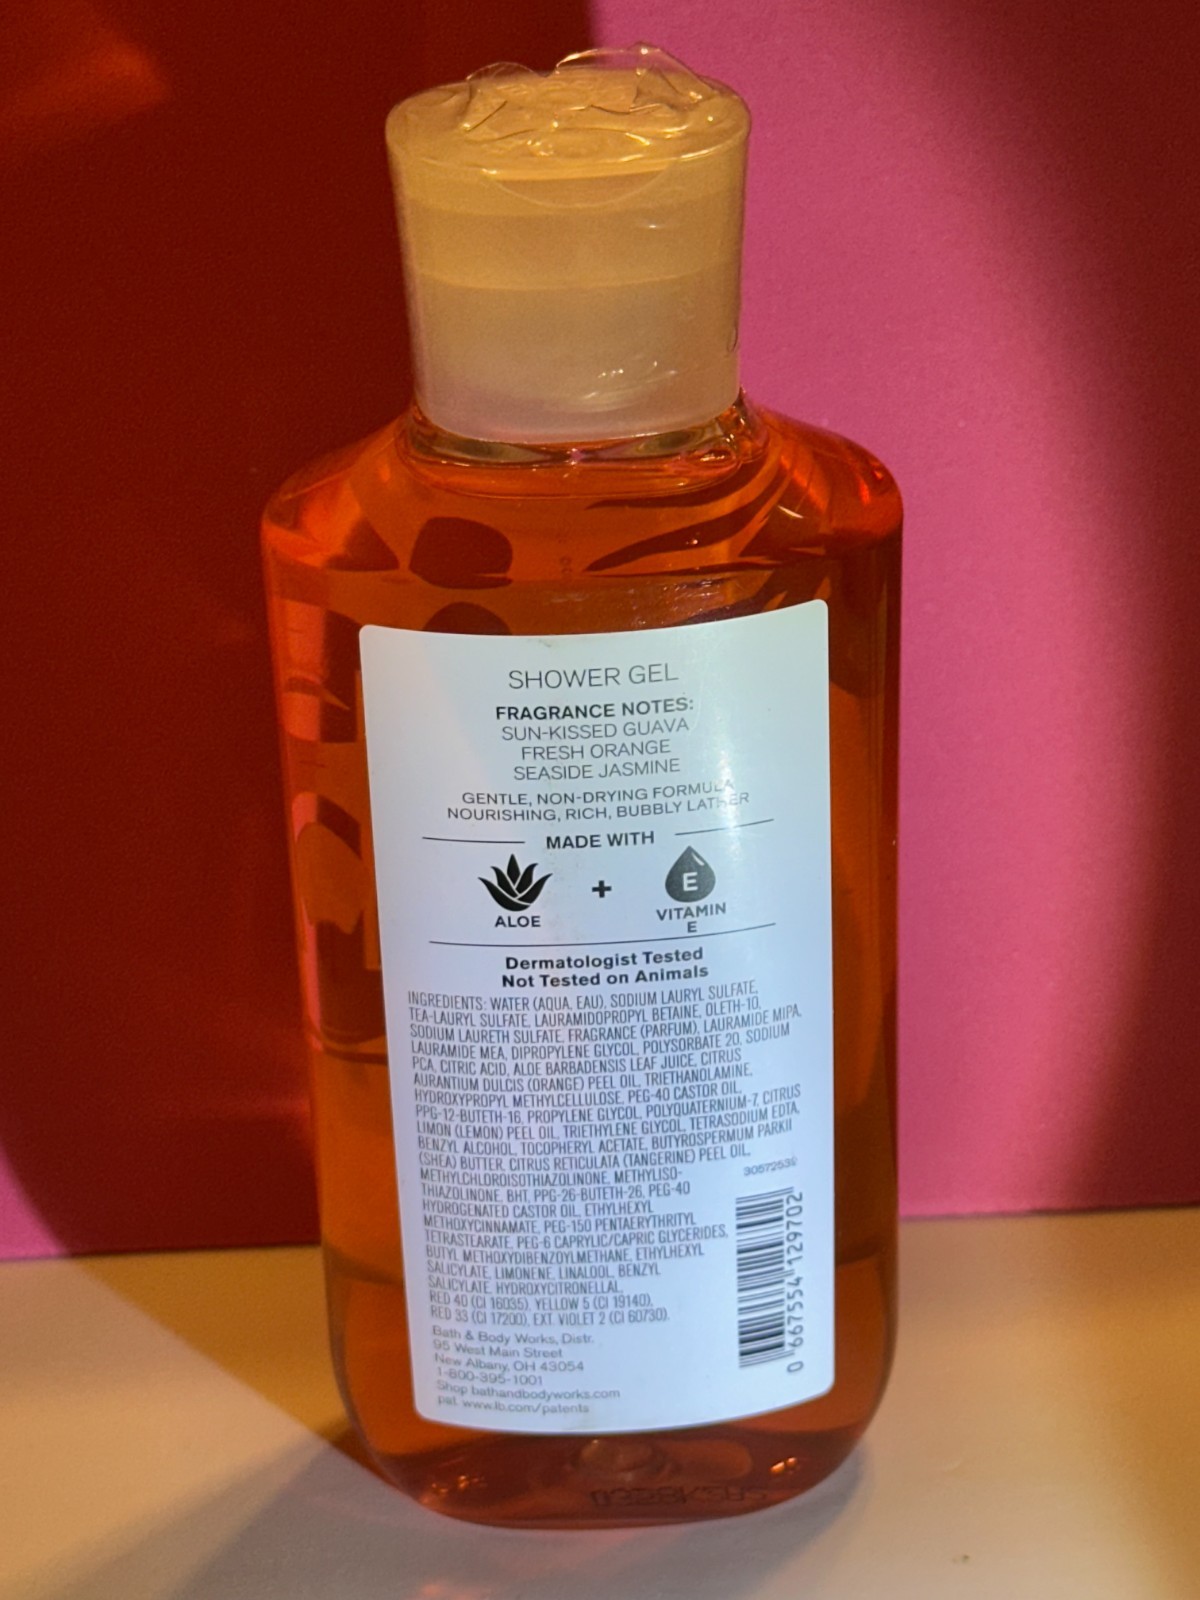 SHOWER GEL
FRAGRANCE NOTES:
SUN-KISSED GUAVA
FRESH ORANGE
SEASIDE JASMINE
GENTLE, NON-DRYING FORMULA
NOURISHING, RICH, BUBBLY LATHER
MADE WITH
ALOE
+
E
VITAMIN
E
Dermatologist Tested
Not Tested on Animals
INGREDIENTS: WATER (AQUA, EAU), SODIUM LAURYL SULFATE,
TEA-LAURYL SULFATE, LAURAMIDOPROPYL BETAINE, OLETH-10,
SODIUM LAURETH SULFATE, FRAGRANCE (PARFUM), LAURAMIDE MIPA,
LAURAMIDE MEA, DIPROPYLENE GLYCOL, POLYSORBATE 20, SODIUM
PCA, CITRIC ACID, ALOE BARBADENSIS LEAF JUICE, CITRUS
AURANTIUM DULCIS (ORANGE) PEEL OIL, TRIETHANOLAMINE,
HYDROXYPROPYL METHYLCELLULOSE, PEG-40 CASTOR OIL,
PPG-12-BUTETH-16, PROPYLENE GLYCOL, POLYQUATERNIUM-7, CITRUS
LIMON (LEMON) PEEL OIL, TRIETHYLENE GLYCOL, TETRASODIUM EDTA,
BENZYL ALCOHOL, TOCOPHERYL ACETATE, BUTYROSPERMUM PARKII
(SHEA) BUTTER, CITRUS RETICULATA (TANGERINE) PEEL OIL,
METHYLCHLOROISOTHIAZOLINONE, METHYLISO-
THIAZOLINONE, BHT, PPG-26-BUTETH-26, PEG-40
HYDROGENATED CASTOR OIL, ETHYLHEXYL
METHOXYCINNAMATE, PEG-150 PENTAERYTHRITYL
TETRASTEARATE, PEG-6 CAPRYLIC/CAPRIC GLYCERIDES,
BUTYL METHOXYDIBENZOYLMETHANE, ETHYLHEXYL
SALICYLATE, LIMONENE, LINALOOL, BENZYL
SALICYLATE, HYDROXYCITRONELLAL,
RED 40 (CI 16035), YELLOW 5 (CI 19140),
RED 33 (CI 17200), EXT. VIOLET 2 (CI 60730).
Bath & Body Works, Distr.
95 West Main Street
New Albany, OH 43054
1-800-395-1001
Shop bathandbodyworks.com
pat. www.lb.com/patents
0 667554 129702